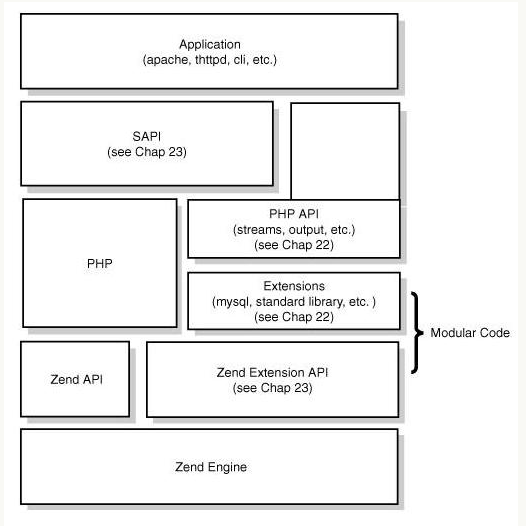 Application
(apache, thttpd, cli, etc.)
SAPI
(see Chap 23)
PHP API
(streams, output, etc.)
(see Chap 22)
PHP
Extensions
(mysql, standard library, etc. )
(see Chap 22)
Modular Code
Zend API
Zend Extension API
(see Chap 23)
Zend Engine